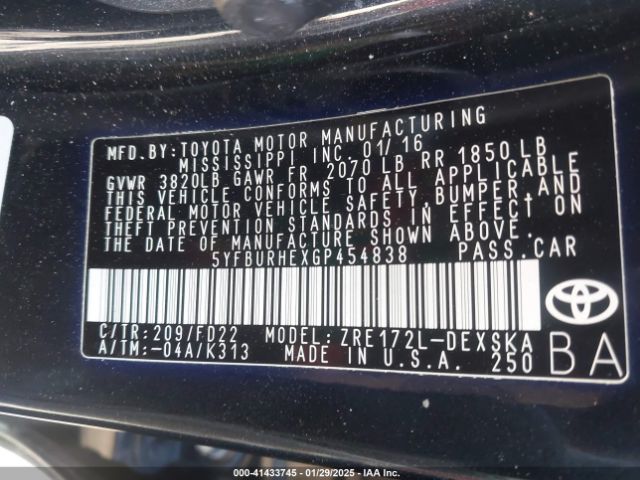 MFD.BY: TOYOTA MOTOR MANUFACTURING
MISSISSIPPI INC. 01/16
GVWR 3820LB GAWR FR 2070 LB RR 1850 LB
THIS VEHICLE CONFORMS TO ALL APPLICABLE
FEDERAL MOTOR VEHICLE SAFETY,BUMPER,AND
THEFT PREVENTION STANDARDS IN EFFECT ON
THE DATE OF MANUFACTURE SHOWN ABOVE.
5YFBURHEXGP454838 PASS.CAR
C/TR:209/FD22 MODEL: ZRE172L-DEXSKA
A/TM:-04A/K313 MADE IN U.S.A. 250
BA
000-41433745 - 01/29/2025 - IAA Inc.